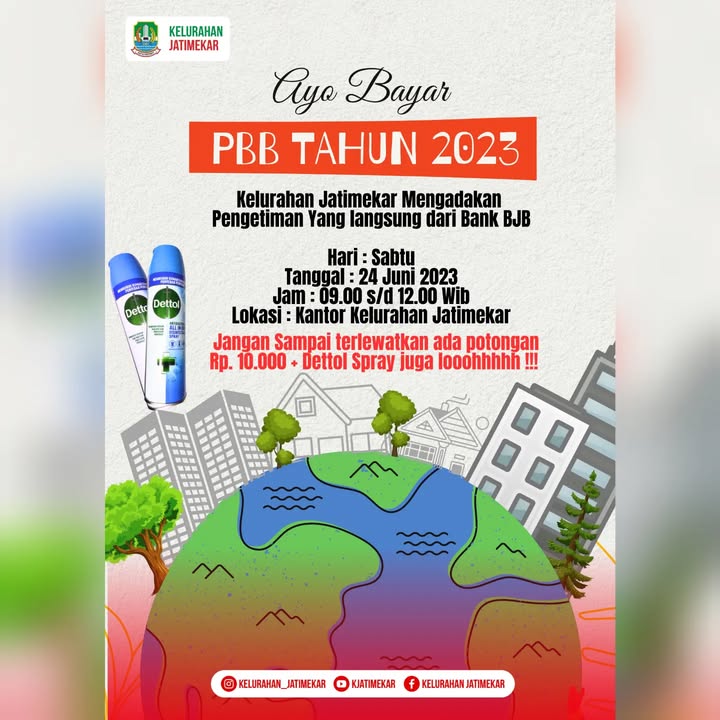 KELURAHAN
JATIMEKAR
Ayo Bayar
PBB TAHUN 2023
Kelurahan Jatimekar Mengadakan
Pengetiman Yang langsung dari Bank BJB
Hari : Sabtu
Tanggal : 24 Juni 2023
Jam : 09.00 s/d 12.00 Wib
Lokasi : Kantor Kelurahan Jatimekar
Jangan Sampai terlewatkan ada potongan
Rp. 10.000 + Dettol Spray juga looohhhhh !!!
Dettol
Dettol
KELURAHAN_JATIMEKAR KJATIMEKAR KELURAHAN JATIMEKAR